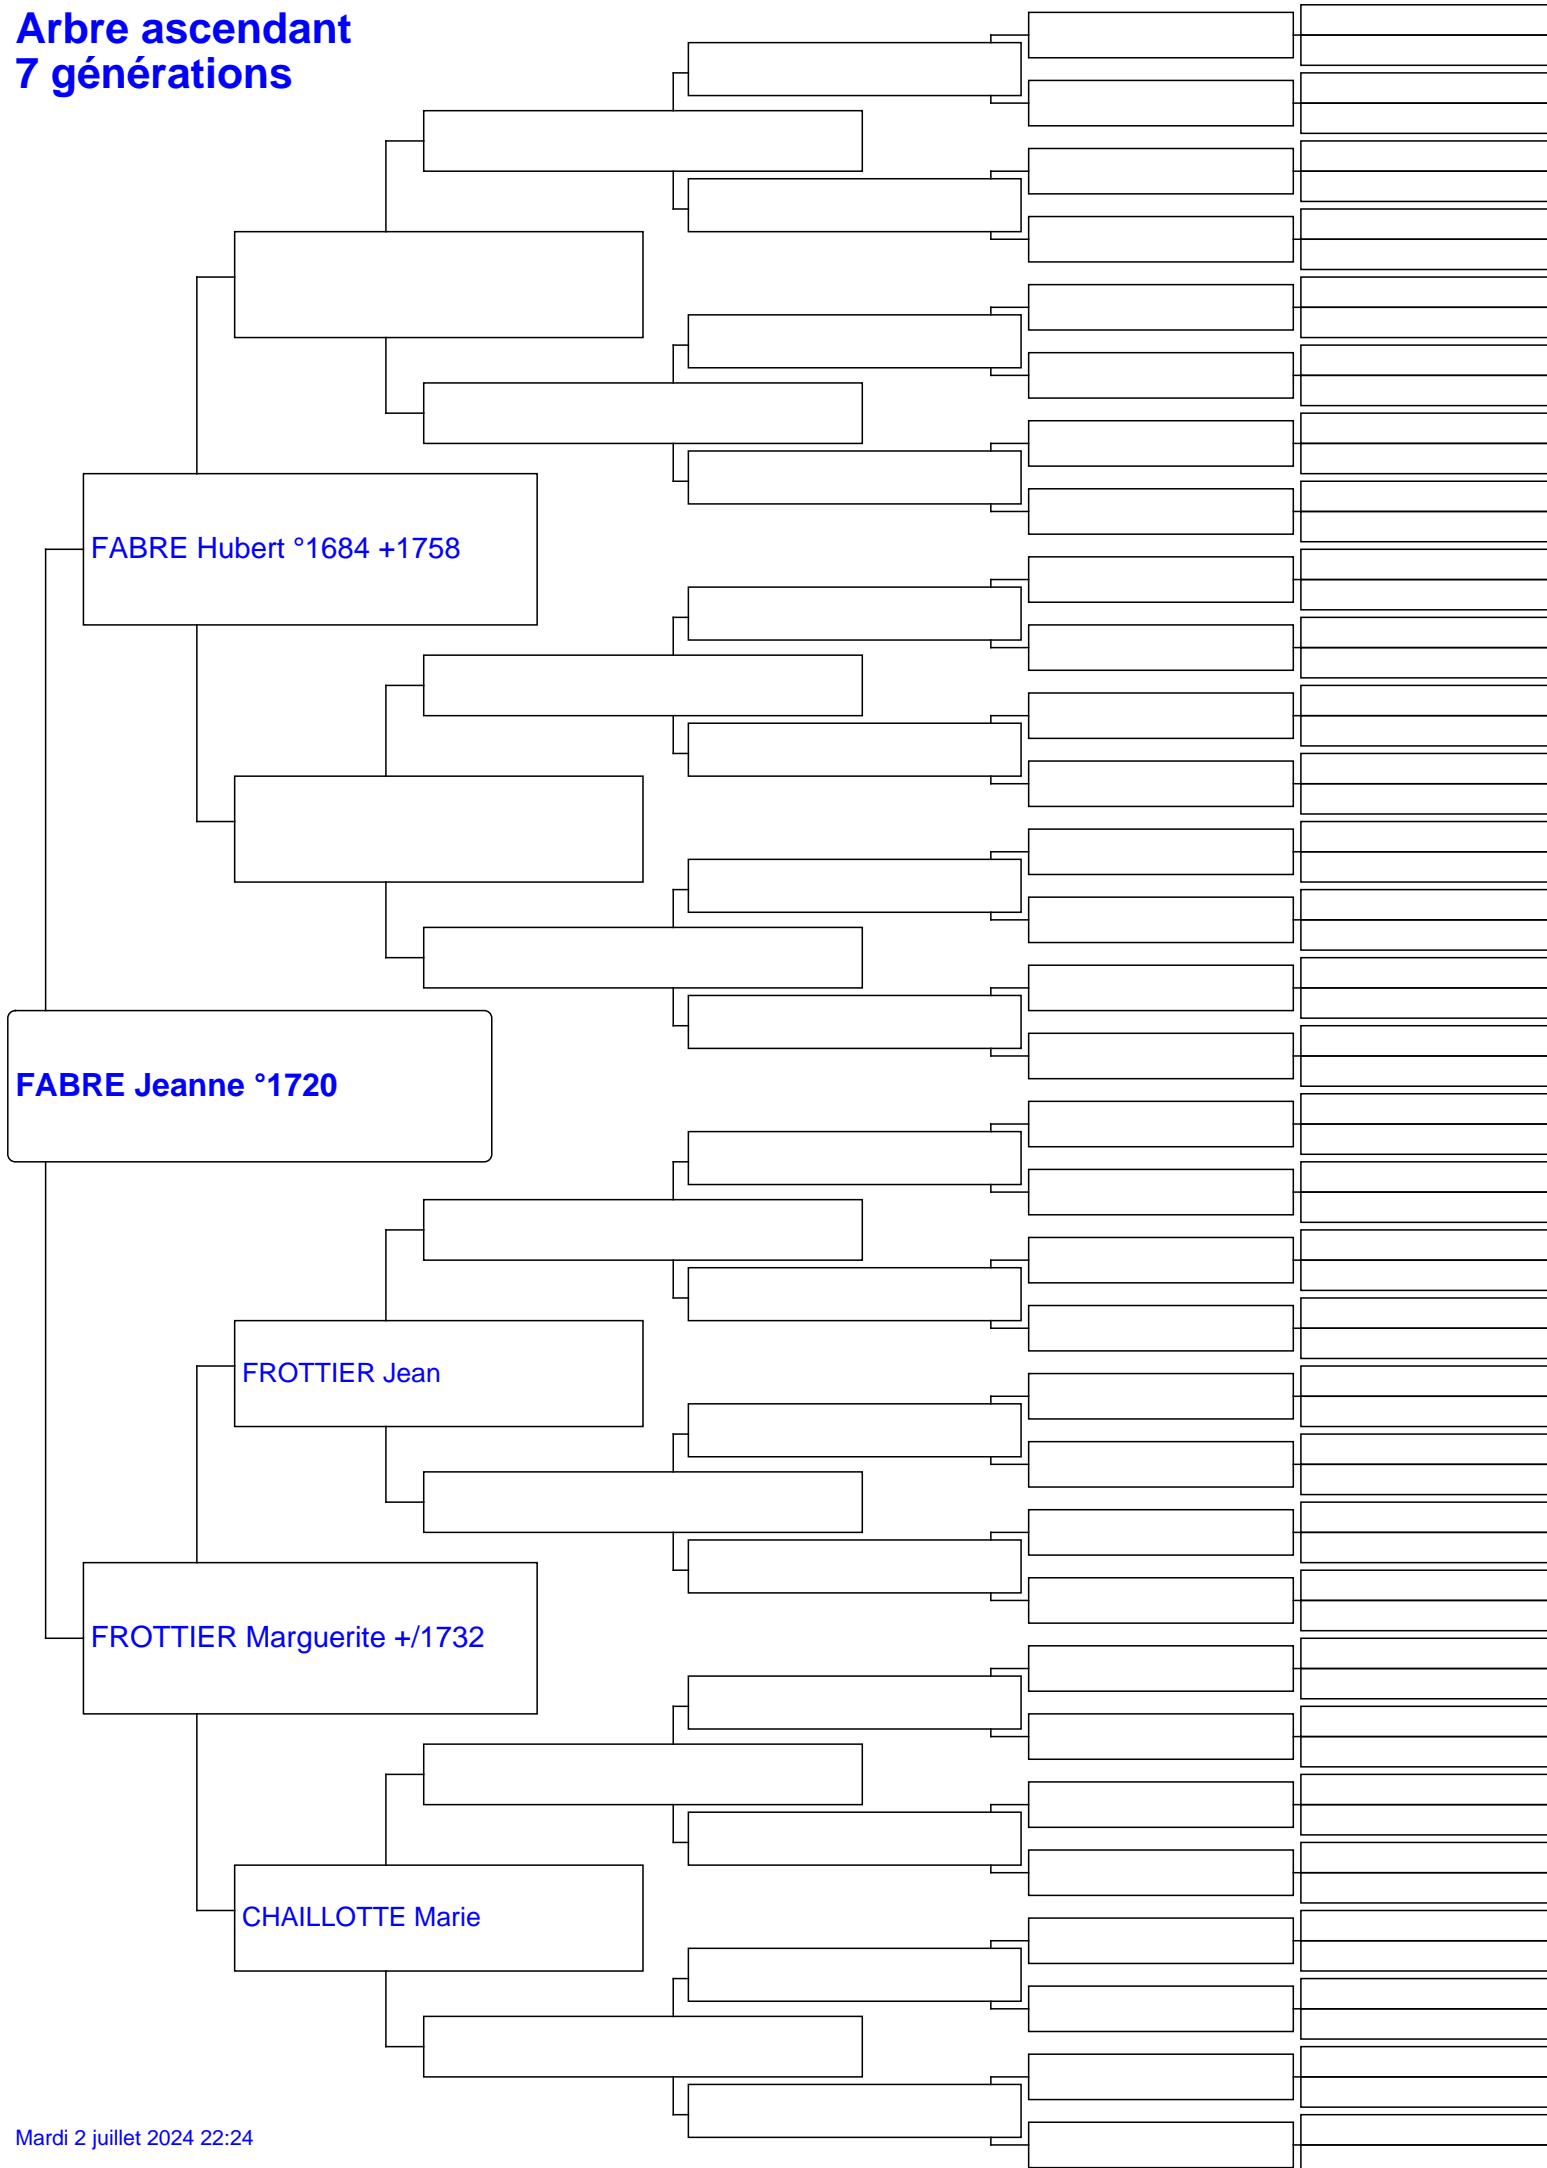 Arbre ascendant
7 générations
FABRE Hubert °1684 +1758
FABRE Jeanne °1720
FROTTIER Jean
FROTTIER Marguerite +/1732
CHAILLOTTE Marie
Mardi 2 juillet 2024 22:24